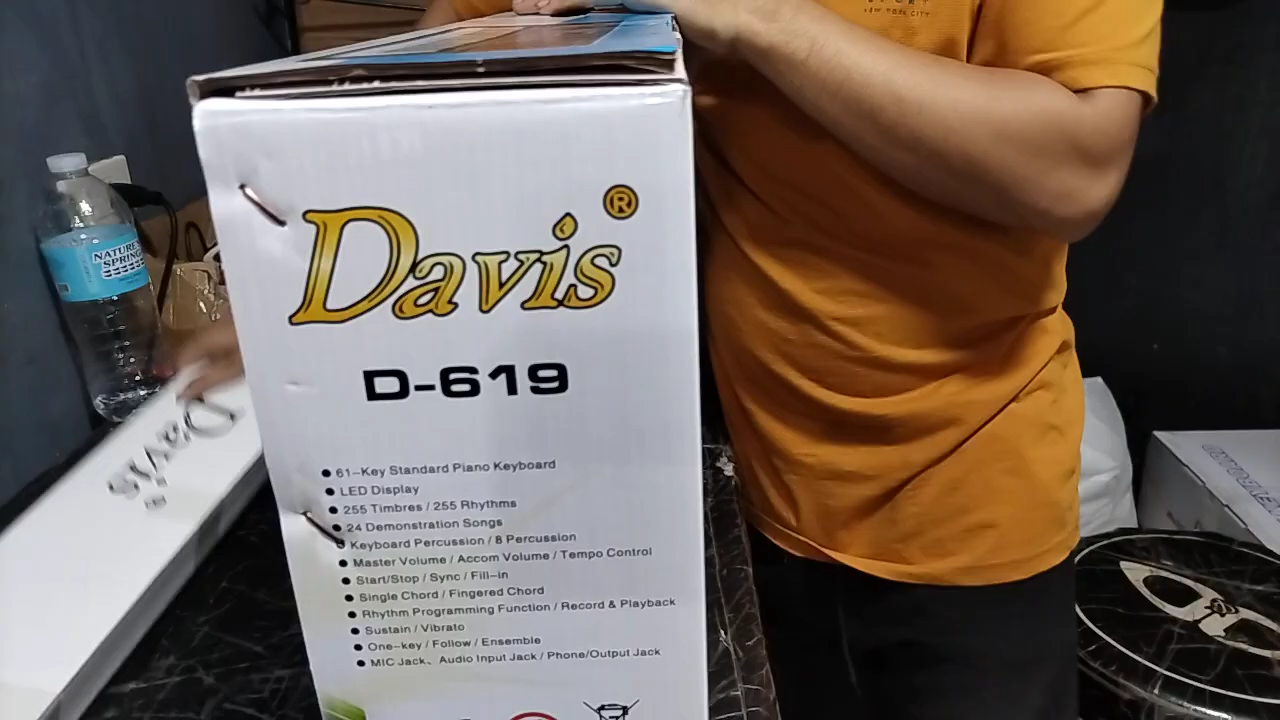 NEW YORK CITY
Davis®
D-619
● 61-Key Standard Piano Keyboard
● LED Display
● 255 Timbres / 255 Rhythms
● 24 Demonstration Songs
● Keyboard Percussion / 8 Percussion
● Master Volume / Accom Volume / Tempo Control
● Start/Stop / Sync / Fill-in
● Single Chord / Fingered Chord
● Rhythm Programming Function / Record & Playback
● Sustain / Vibrato
● One-key / Follow / Ensemble
● MIC Jack、Audio Input Jack / Phone/Output Jack
NATURE'S
SPRING
Davis®